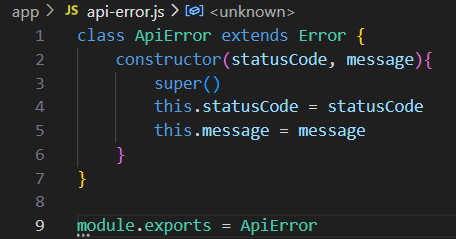 app > JS api-error.js > <unknown>
1 class ApiError extends Error {
2 constructor(statusCode, message){
3 super()
4 this.statusCode = statusCode
5 this.message = message
6 }
7 }
8
9 module.exports = ApiError